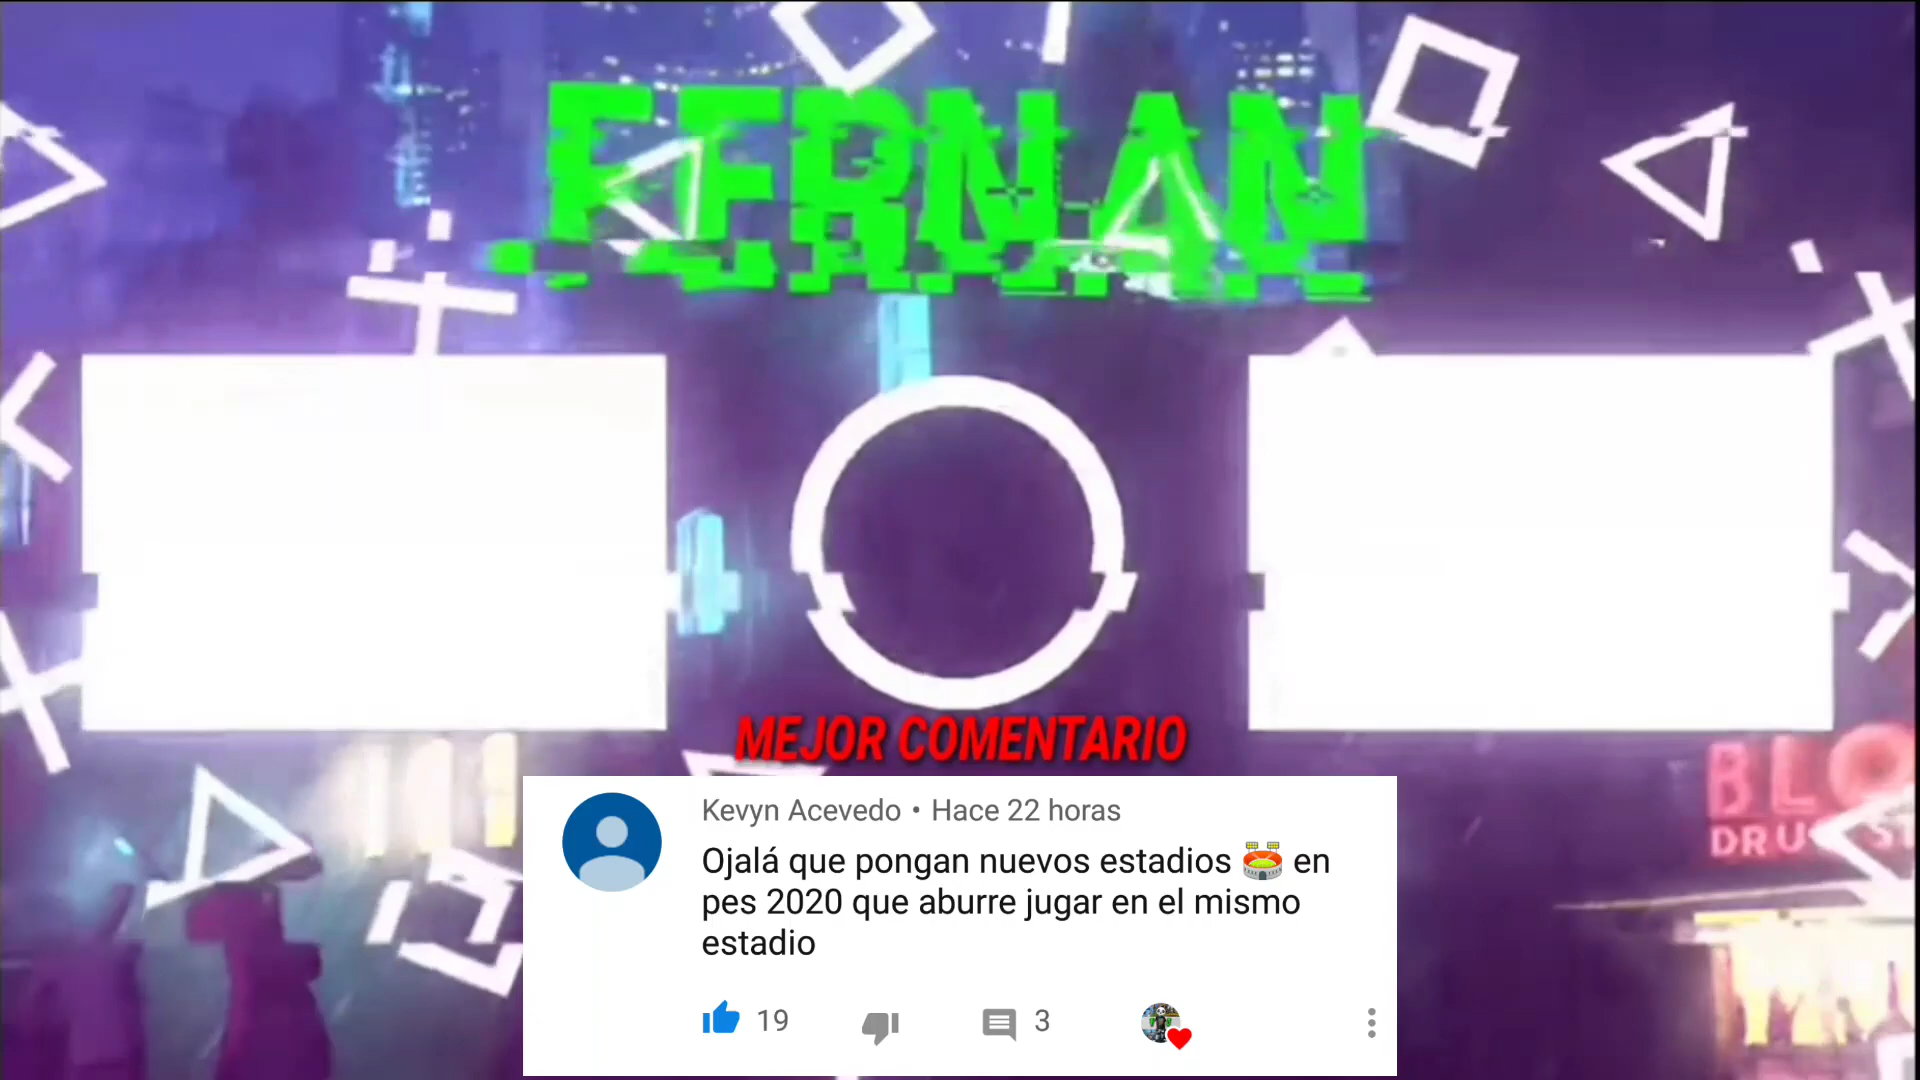 FERNAN
MEJOR COMENTARIO
Kevyn Acevedo • Hace 22 horas
Ojalá que pongan nuevos estadios 🏟️ en
pes 2020 que aburre jugar en el mismo
estadio
19
3